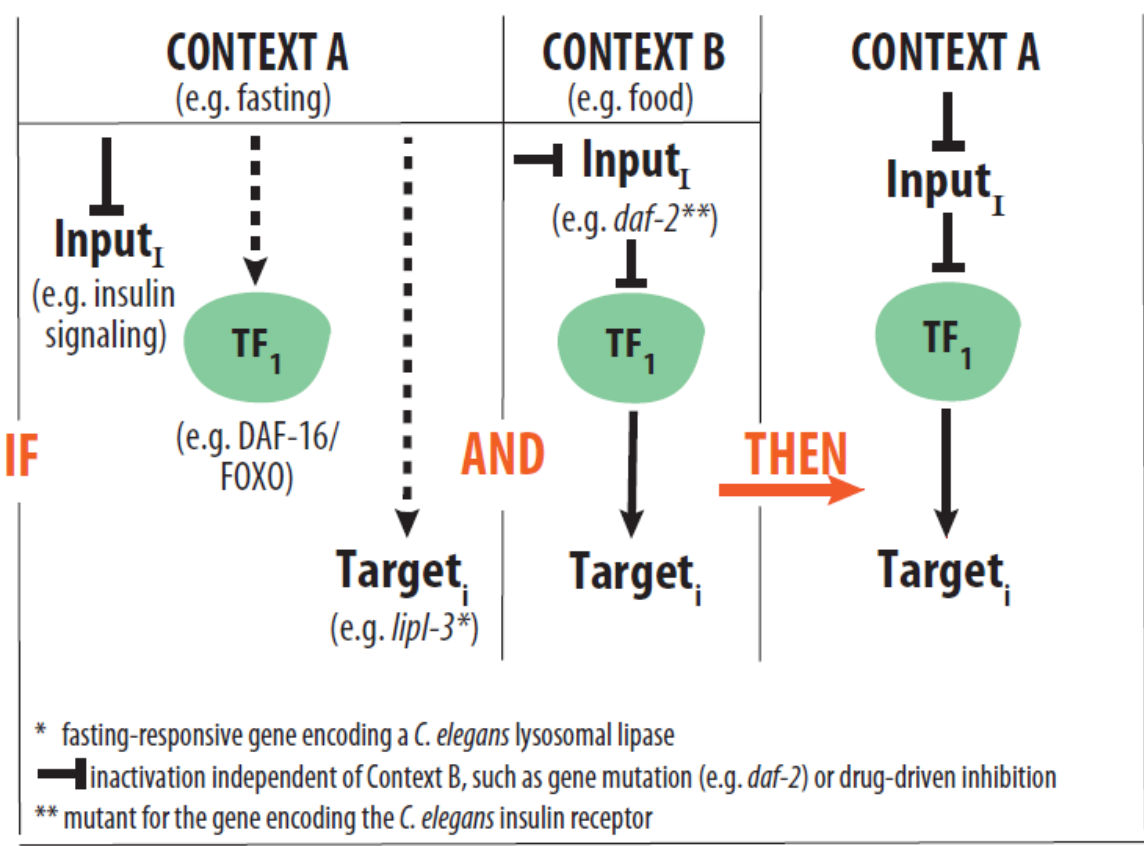 CONTEXT A
(e.g. fasting)
Input_I
(e.g. insulin
signaling)
TF_1
(e.g. DAF-16/
FOXO)
Target_i
(e.g. lipl-3*)
IF
AND
CONTEXT B
(e.g. food)
Input_I
(e.g. daf-2**)
TF_1
Target_i
THEN
CONTEXT A
Input_I
TF_1
Target_i
* fasting-responsive gene encoding a C. elegans lysosomal lipase
inactivation independent of Context B, such as gene mutation (e.g. daf-2) or drug-driven inhibition
** mutant for the gene encoding the C. elegans insulin receptor